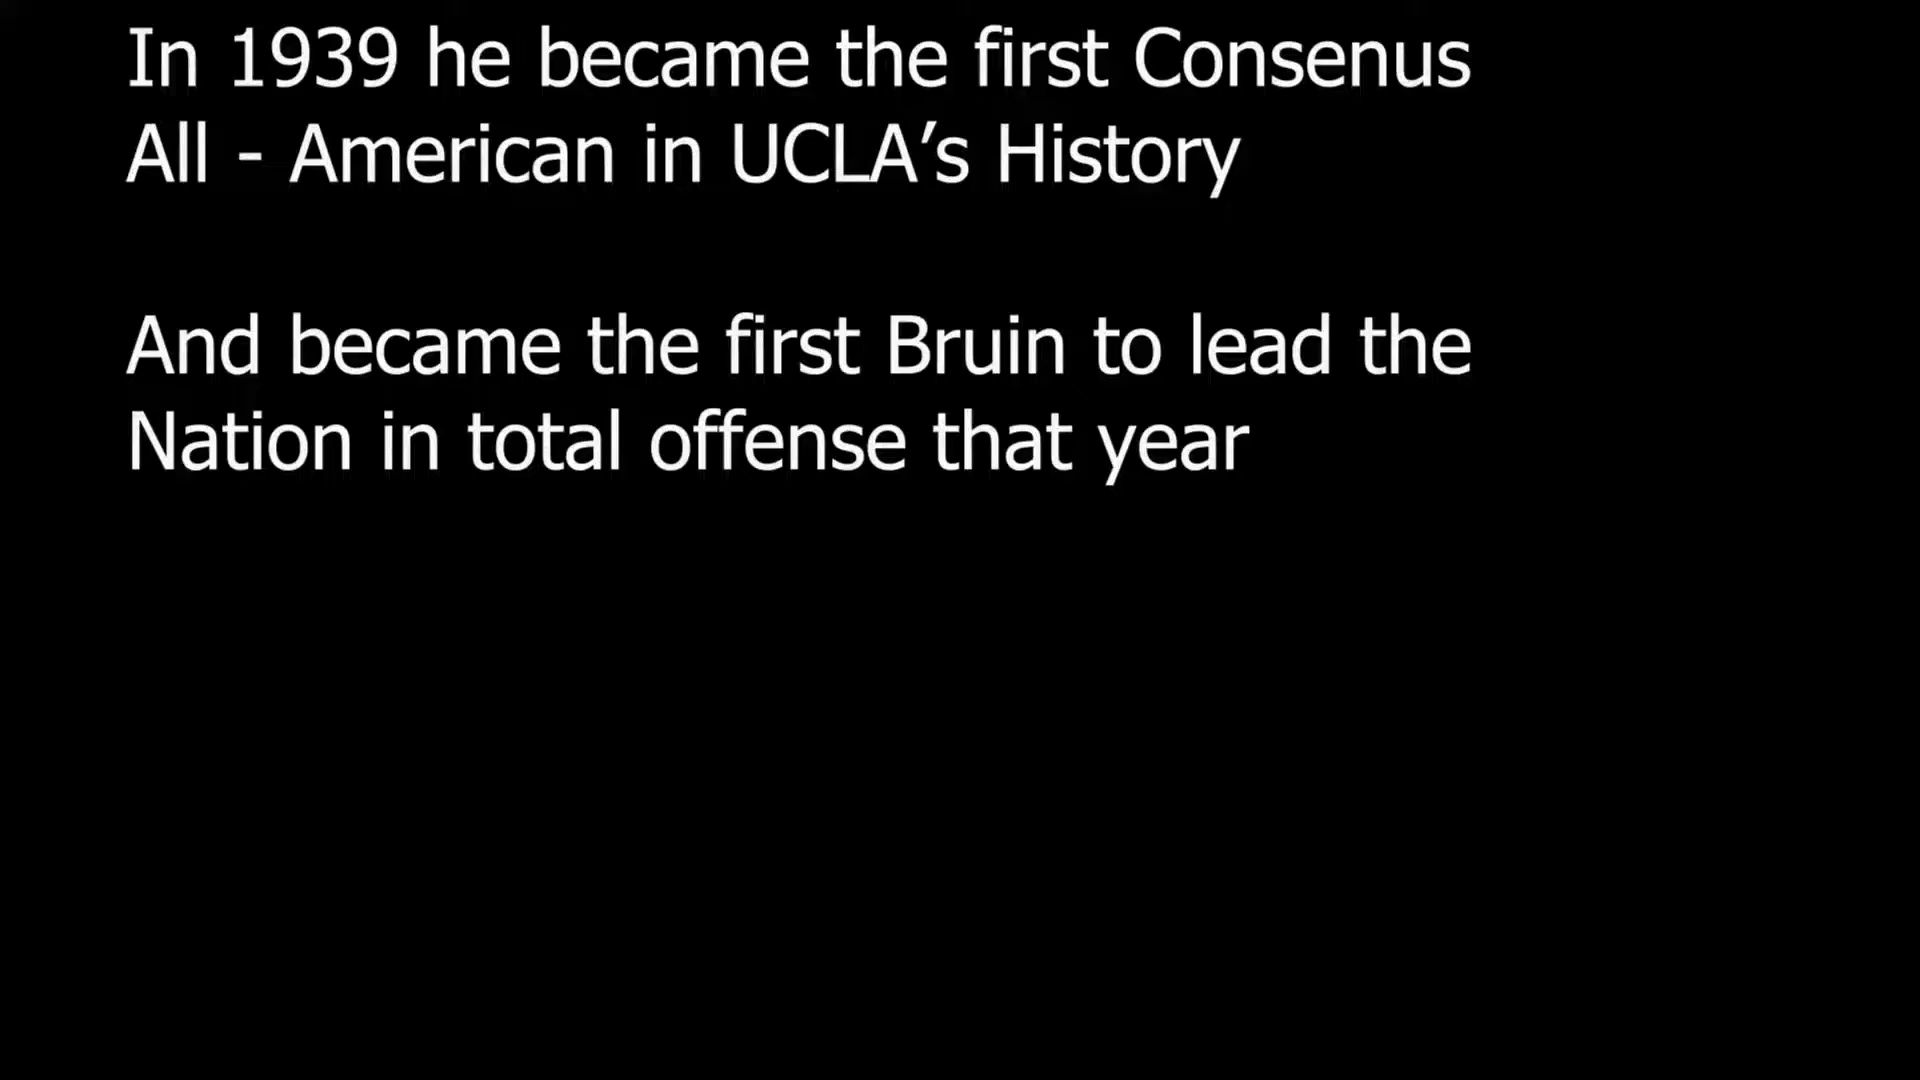 In 1939 he became the first Consenus
All - American in UCLA’s History
And became the first Bruin to lead the
Nation in total offense that year